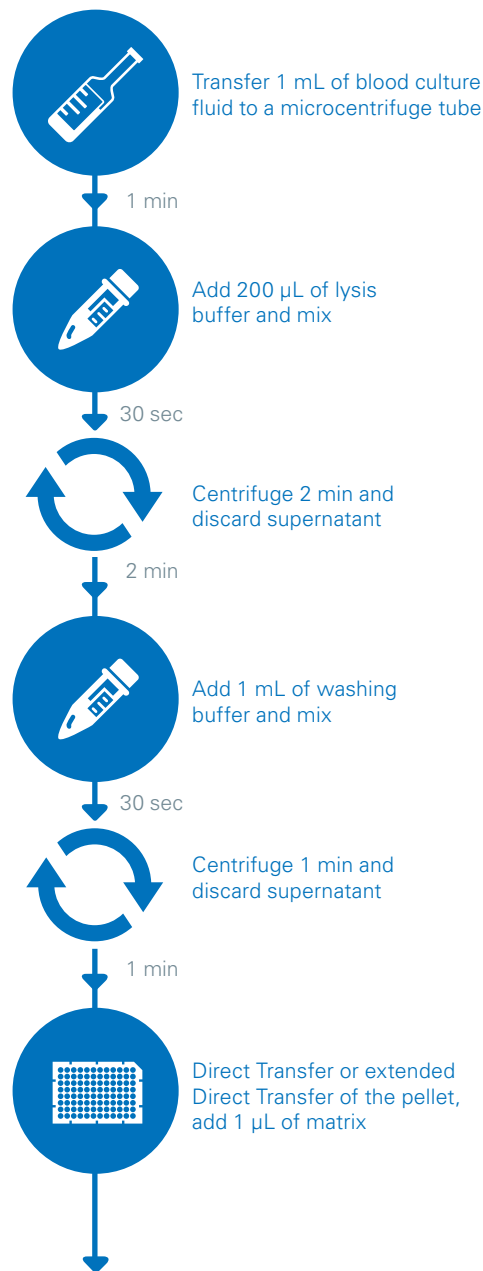 Transfer 1 mL of blood culture
fluid to a microcentrifuge tube
1 min
Add 200 µL of lysis
buffer and mix
30 sec
Centrifuge 2 min and
discard supernatant
2 min
Add 1 mL of washing
buffer and mix
30 sec
Centrifuge 1 min and
discard supernatant
1 min
Direct Transfer or extended
Direct Transfer of the pellet,
add 1 µL of matrix